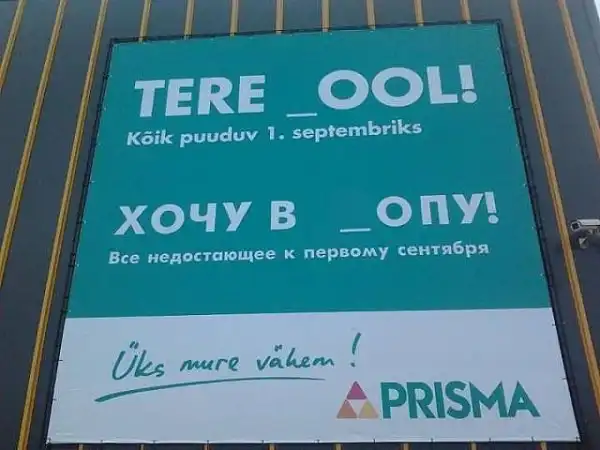 TERE _OOL!
Kõik puuduv 1. septembriks
ХОЧУ В _ОПУ!
Все недостающее к первому сентября
Üks mure vähem!
PRISMA